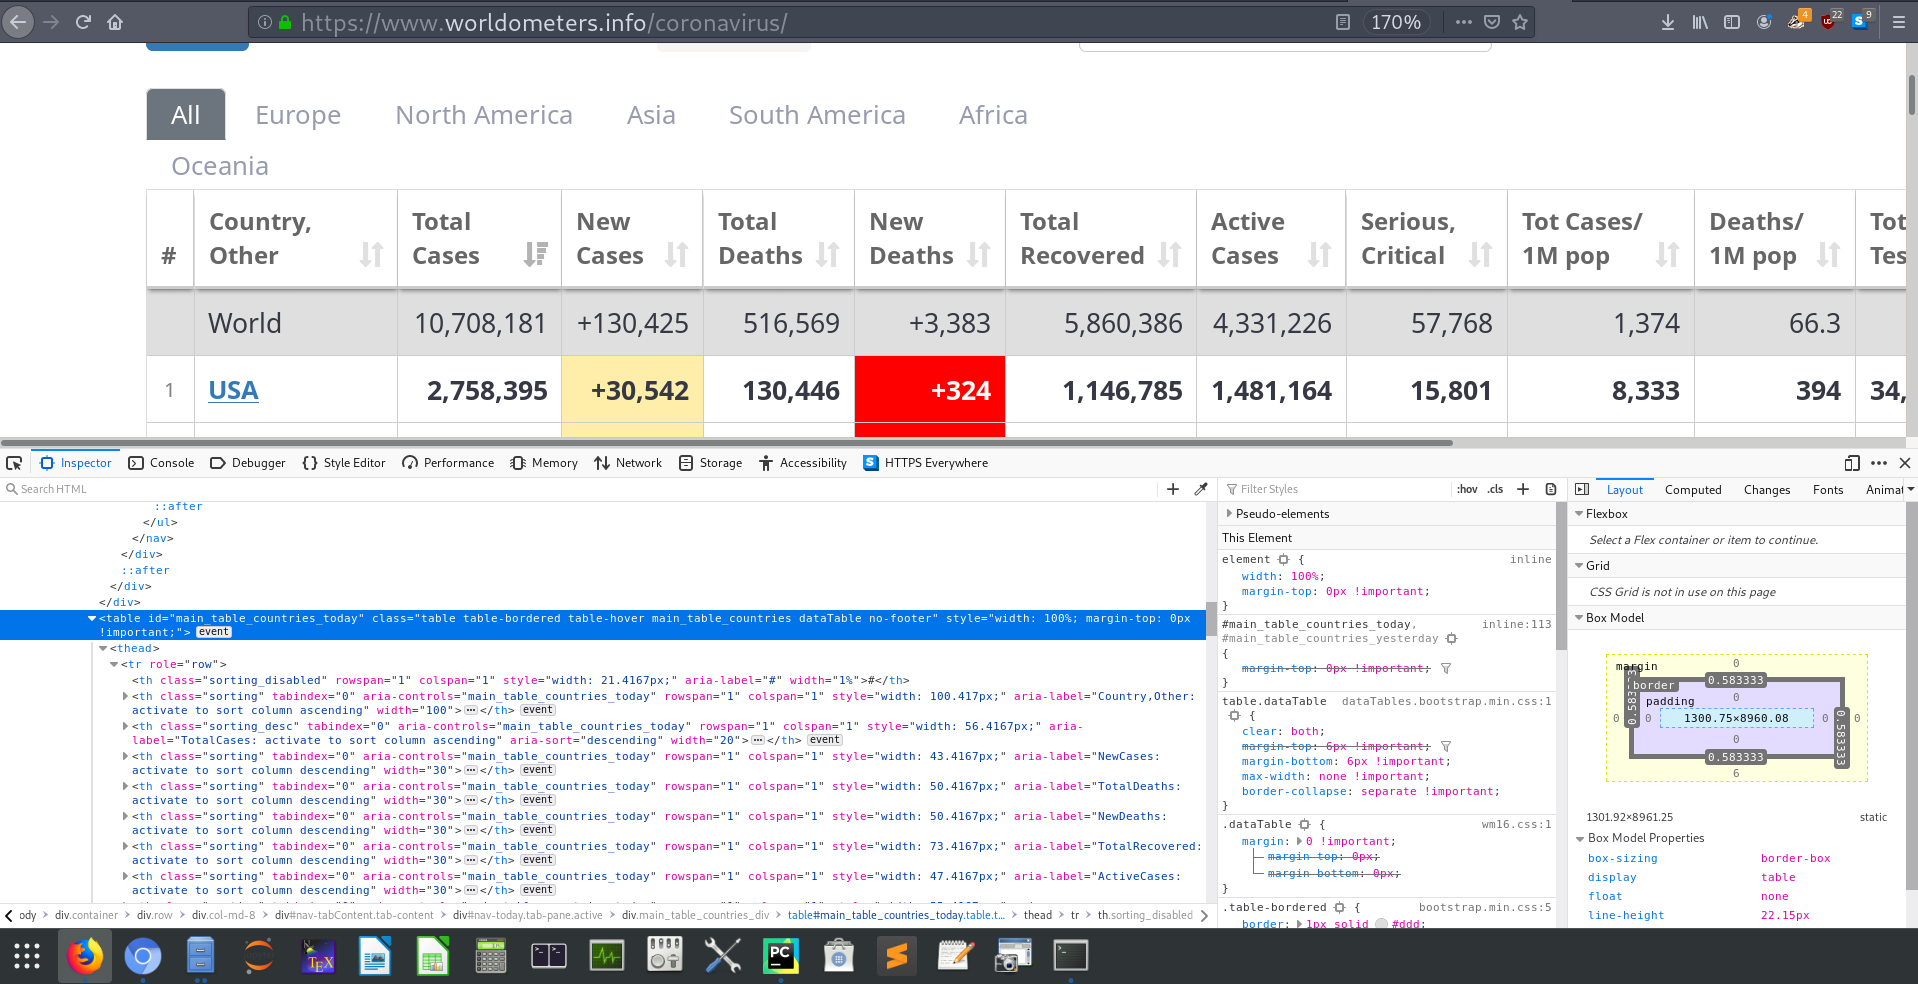 https://www.worldometers.info/coronavirus/
170%
4
22
9
All Europe North America Asia South America Africa
Oceania
# Country, Other Total Cases New Cases Total Deaths New Deaths Total Recovered Active Cases Serious, Critical Tot Cases/ 1M pop Deaths/ 1M pop Tot Tes
World 10,708,181 +130,425 516,569 +3,383 5,860,386 4,331,226 57,768 1,374 66.3
1 USA 2,758,395 +30,542 130,446 +324 1,146,785 1,481,164 15,801 8,333 394 34,
Inspector Console Debugger Style Editor Performance Memory Network Storage Accessibility HTTPS Everywhere
Search HTML
::after
</ul>
</nav>
</div>
::after
</div>
</div>
<table id="main_table_countries_today" class="table table-bordered table-hover main_table_countries dataTable no-footer" style="width: 100%; margin-top: 0px
!important;"> event
<thead>
<tr role="row">
<th class="sorting_disabled" rowspan="1" colspan="1" style="width: 21.4167px;" aria-label="#" width="1%">#</th>
<th class="sorting" tabindex="0" aria-controls="main_table_countries_today" rowspan="1" colspan="1" style="width: 100.417px;" aria-label="Country,Other:
activate to sort column ascending" width="100">…</th> event
<th class="sorting_desc" tabindex="0" aria-controls="main_table_countries_today" rowspan="1" colspan="1" style="width: 56.4167px;" aria-
label="TotalCases: activate to sort column ascending" aria-sort="descending" width="20">…</th> event
<th class="sorting" tabindex="0" aria-controls="main_table_countries_today" rowspan="1" colspan="1" style="width: 43.4167px;" aria-label="NewCases:
activate to sort column descending" width="30">…</th> event
<th class="sorting" tabindex="0" aria-controls="main_table_countries_today" rowspan="1" colspan="1" style="width: 50.4167px;" aria-label="TotalDeaths:
activate to sort column descending" width="30">…</th> event
<th class="sorting" tabindex="0" aria-controls="main_table_countries_today" rowspan="1" colspan="1" style="width: 50.4167px;" aria-label="NewDeaths:
activate to sort column descending" width="30">…</th> event
<th class="sorting" tabindex="0" aria-controls="main_table_countries_today" rowspan="1" colspan="1" style="width: 73.4167px;" aria-label="TotalRecovered:
activate to sort column descending" width="30">…</th> event
<th class="sorting" tabindex="0" aria-controls="main_table_countries_today" rowspan="1" colspan="1" style="width: 47.4167px;" aria-label="ActiveCases:
activate to sort column descending" width="30">…</th> event
ody > div.container > div.row > div.col-md-8 > div#nav-tabContent.tab-content > div#nav-today.tab-pane.active > div.main_table_countries_div > table#main_table_countries_today.table.t… > thead > tr > th.sorting_disabled
Filter Styles :hov .cls
Pseudo-elements
This Element
element { inline
width: 100%;
margin-top: 0px !important;
}
#main_table_countries_today, inline:113
#main_table_countries_yesterday
{
margin-top: 0px !important;
}
table.dataTable dataTables.bootstrap.min.css:1
{
clear: both;
margin-top: 6px !important;
margin-bottom: 6px !important;
max-width: none !important;
border-collapse: separate !important;
}
.dataTable { wm16.css:1
margin: 0 !important;
margin-top: 0px;
margin-bottom: 0px;
}
.table-bordered { bootstrap.min.css:5
border: 1px solid #ddd;
Layout Computed Changes Fonts Animat
Flexbox
Select a Flex container or item to continue.
Grid
CSS Grid is not in use on this page
Box Model
margin 0
border 0.583333
padding 0
0 0.583333 0 1300.75×8960.08 0 0.583333 0
0
0.583333
6
1301.92×8961.25 static
Box Model Properties
box-sizing border-box
display table
float none
line-height 22.15px
TEX
PC